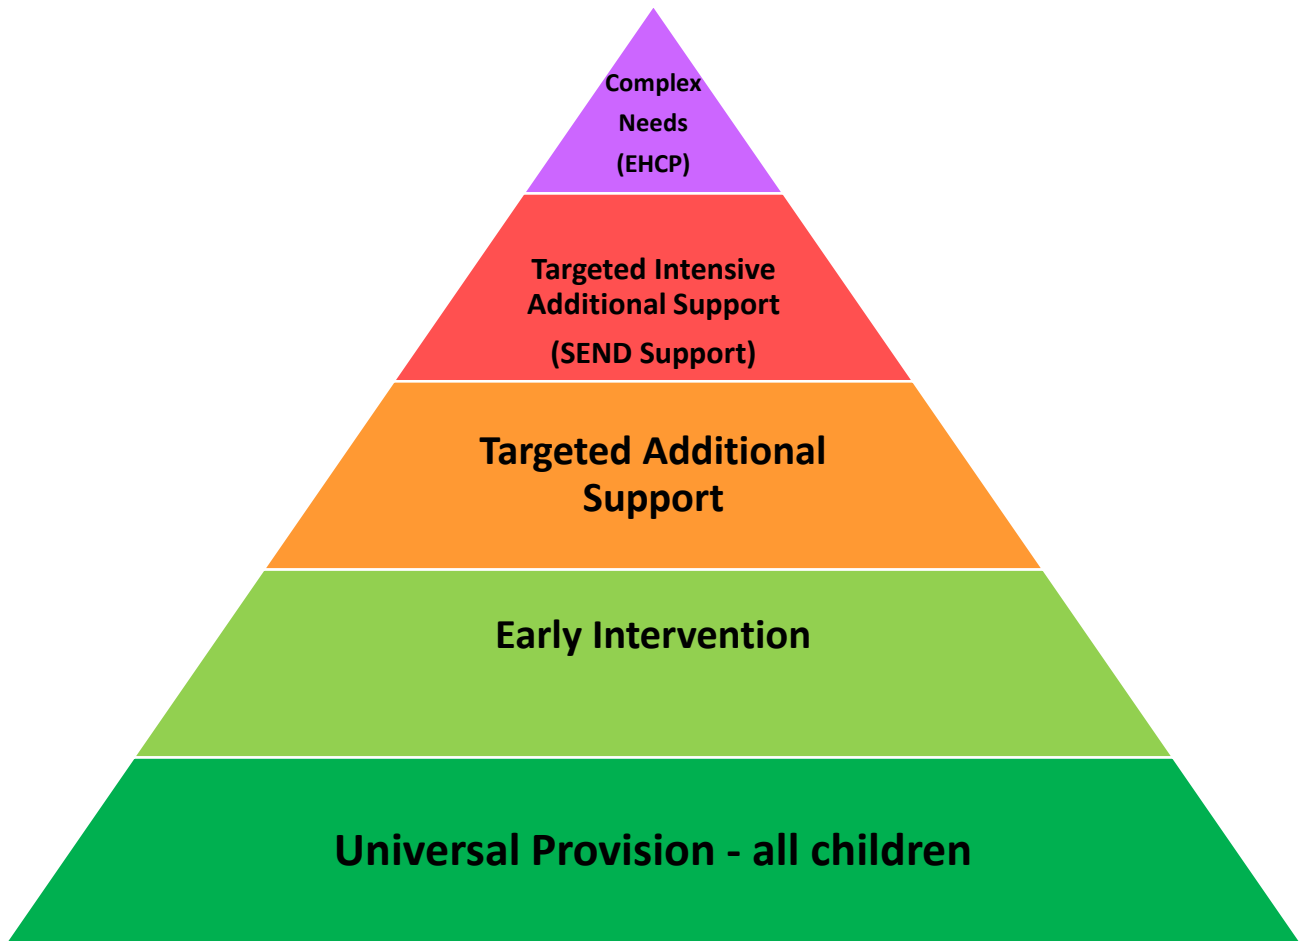 Complex
Needs
(EHCP)
Targeted Intensive
Additional Support
(SEND Support)
Targeted Additional
Support
Early Intervention
Universal Provision - all children